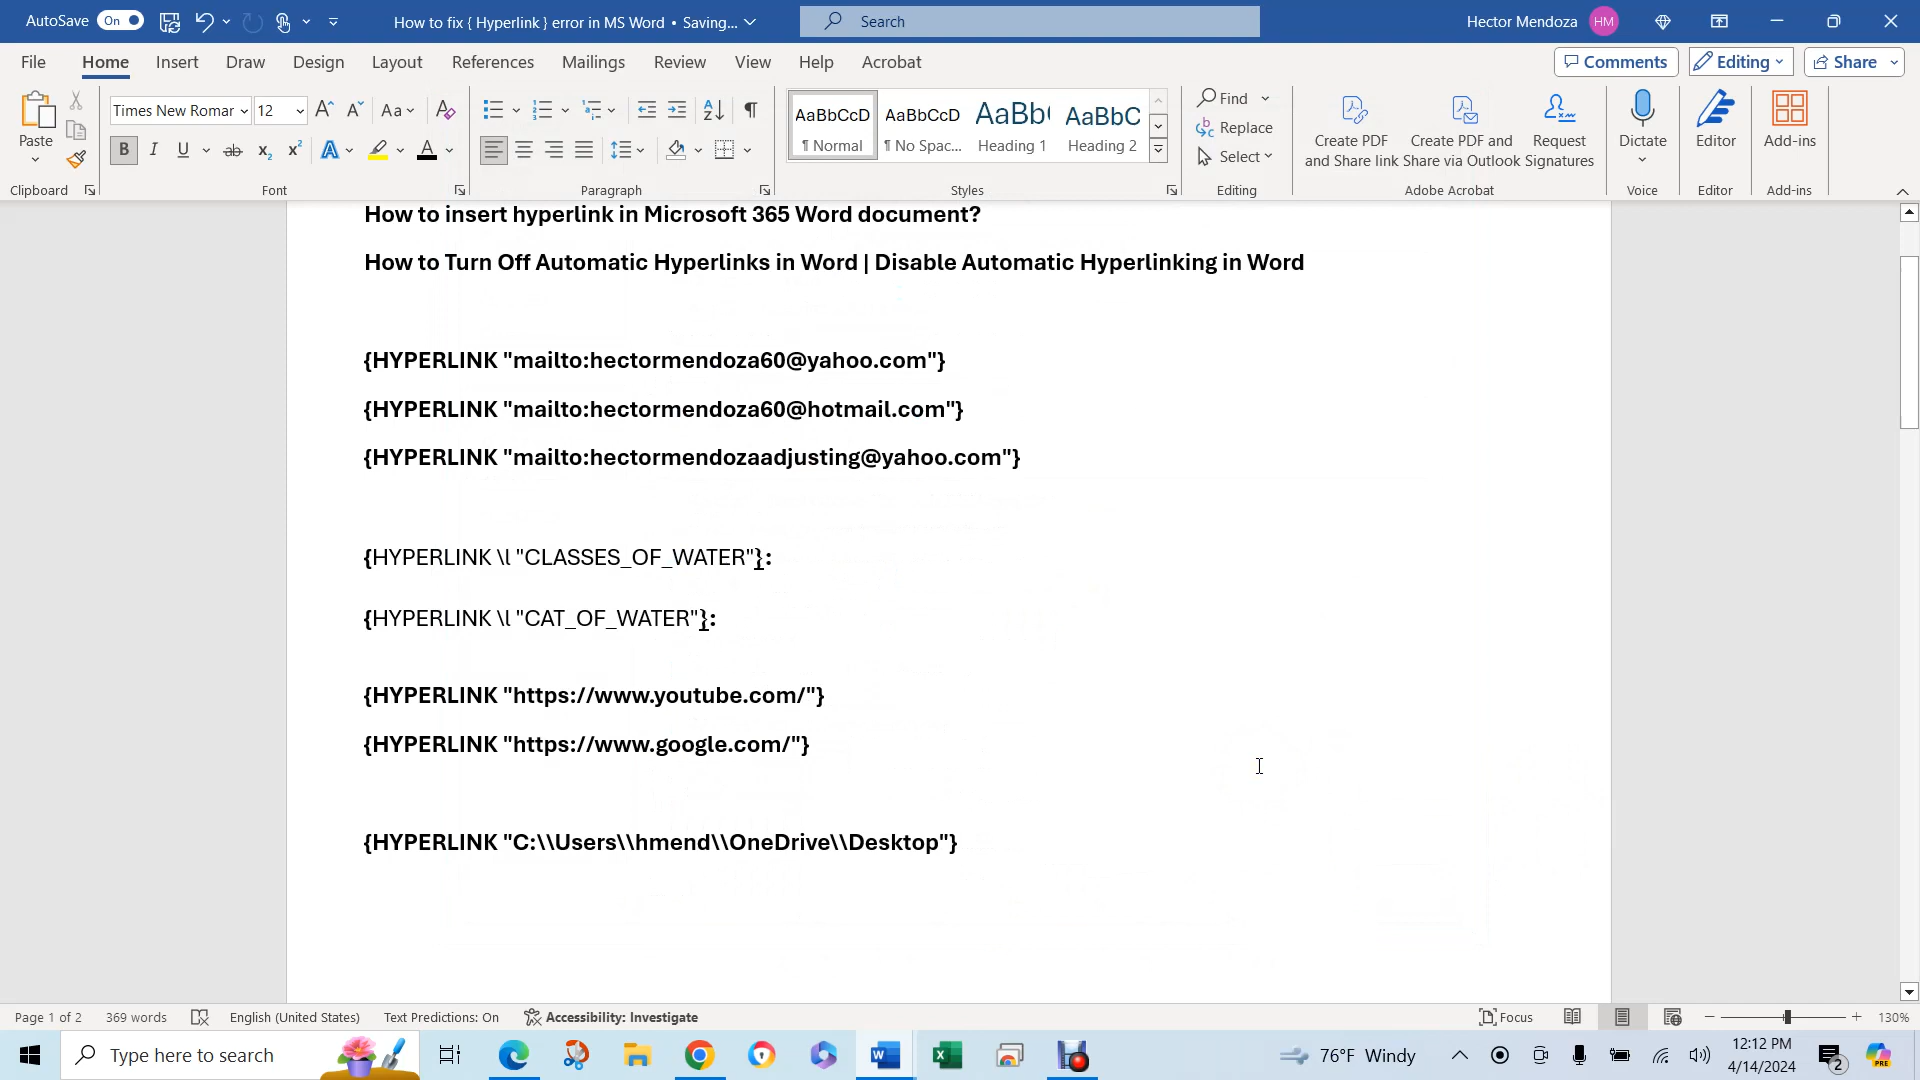 AutoSave On How to fix { Hyperlink } error in MS Word • Saving... Search Hector Mendoza HM
File Home Insert Draw Design Layout References Mailings Review View Help Acrobat Comments Editing Share
Paste
Clipboard
Times New Romar 12 Aa
B I U ab x₂ x² A A
Font
Paragraph
AaBbCcD AaBbCcD AaBb( AaBbC
¶ Normal ¶ No Spac... Heading 1 Heading 2
Styles
Find
Replace
Select
Editing
Create PDF and Share link
Create PDF and Share via Outlook
Request Signatures
Adobe Acrobat
Dictate
Voice
Editor
Editor
Add-ins
Add-ins
How to insert hyperlink in Microsoft 365 Word document?
How to Turn Off Automatic Hyperlinks in Word | Disable Automatic Hyperlinking in Word
{HYPERLINK "mailto:hectormendoza60@yahoo.com"}
{HYPERLINK "mailto:hectormendoza60@hotmail.com"}
{HYPERLINK "mailto:hectormendozaadjusting@yahoo.com"}
{HYPERLINK \l "CLASSES_OF_WATER"}:
{HYPERLINK \l "CAT_OF_WATER"}:
{HYPERLINK "https://www.youtube.com/"}
{HYPERLINK "https://www.google.com/"}
{HYPERLINK "C:\\Users\\hmend\\OneDrive\\Desktop"}
Page 1 of 2 369 words English (United States) Text Predictions: On Accessibility: Investigate Focus 130%
Type here to search 76°F Windy 12:12 PM
4/14/2024 2